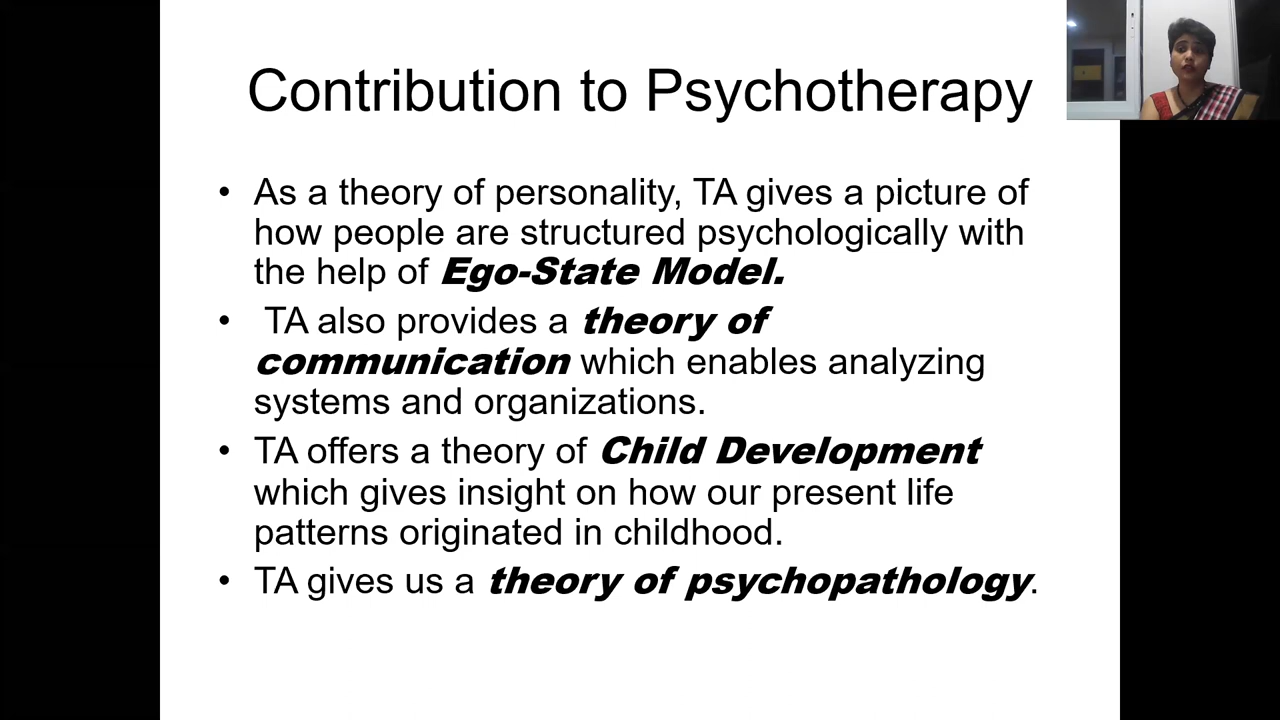 Contribution to Psychotherapy
• As a theory of personality, TA gives a picture of
how people are structured psychologically with
the help of Ego-State Model.
• TA also provides a theory of
communication which enables analyzing
systems and organizations.
• TA offers a theory of Child Development
which gives insight on how our present life
patterns originated in childhood.
• TA gives us a theory of psychopathology.